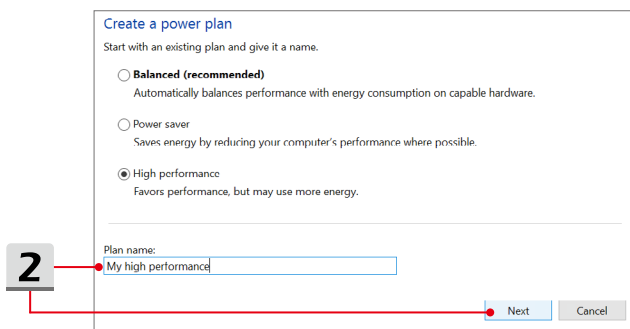 Create a power plan
Start with an existing plan and give it a name.
Balanced (recommended)
Automatically balances performance with energy consumption on capable hardware.
Power saver
Saves energy by reducing your computer's performance where possible.
High performance
Favors performance, but may use more energy.
Plan name:
My high performance
2
Next Cancel